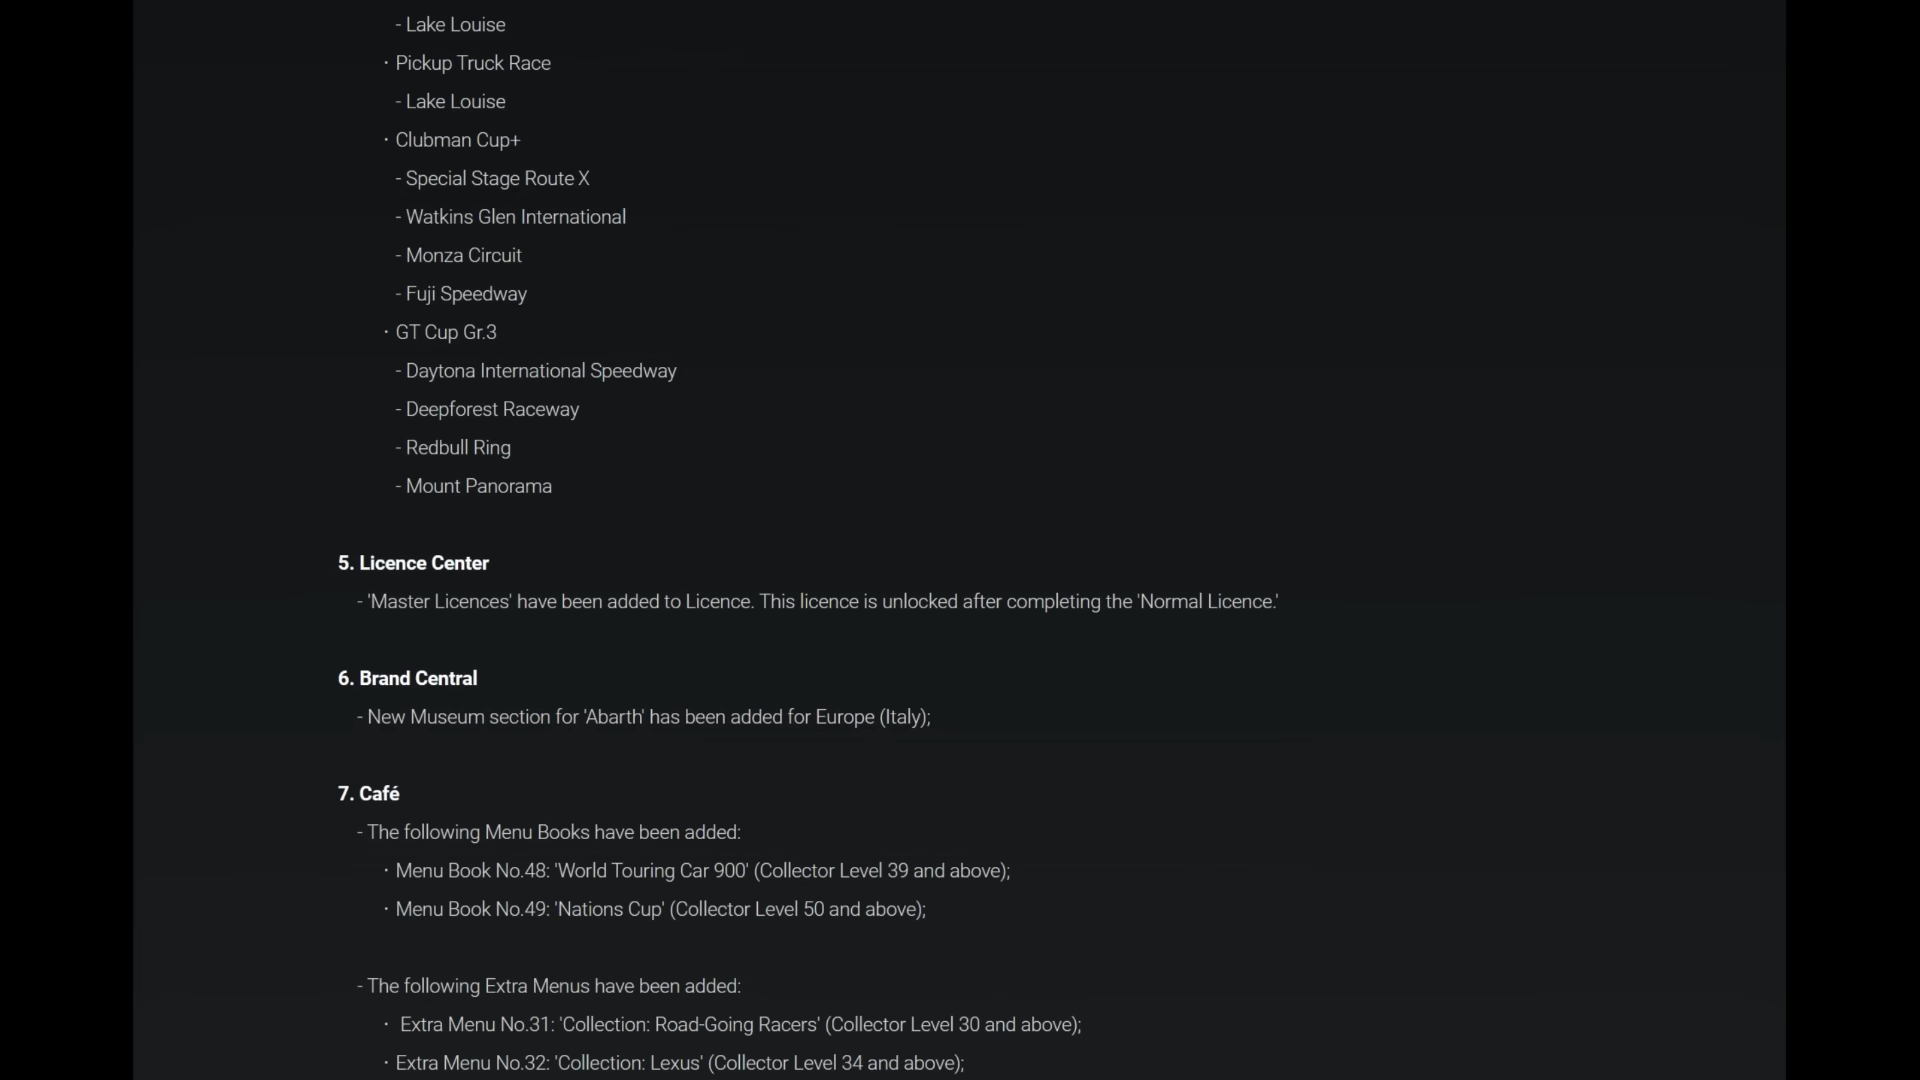 - Lake Louise
・Pickup Truck Race
- Lake Louise
・Clubman Cup+
- Special Stage Route X
- Watkins Glen International
- Monza Circuit
- Fuji Speedway
・GT Cup Gr.3
- Daytona International Speedway
- Deepforest Raceway
- Redbull Ring
- Mount Panorama
5. Licence Center
- 'Master Licences' have been added to Licence. This licence is unlocked after completing the 'Normal Licence.'
6. Brand Central
- New Museum section for 'Abarth' has been added for Europe (Italy);
7. Café
- The following Menu Books have been added:
・Menu Book No.48: 'World Touring Car 900' (Collector Level 39 and above);
・Menu Book No.49: 'Nations Cup' (Collector Level 50 and above);
- The following Extra Menus have been added:
・ Extra Menu No.31: 'Collection: Road-Going Racers' (Collector Level 30 and above);
・Extra Menu No.32: 'Collection: Lexus' (Collector Level 34 and above);